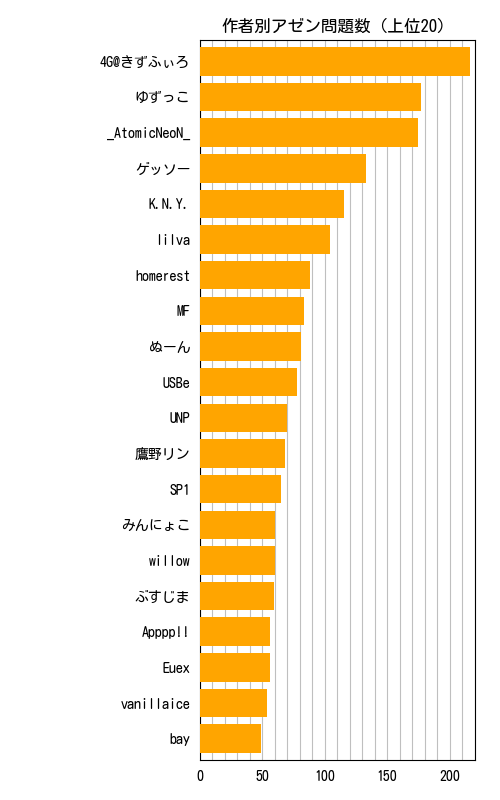 作者別アゼン問題数（上位20）
4G@きずふぃろ
ゆずっこ
_AtomicNeoN_
ゲッソー
K.N.Y.
lilva
homerest
MF
ぬーん
USBe
UNP
鷹野リン
SP1
みんにょこ
willow
ぶすじま
Appppl!
Euex
vanillaice
bay
0 50 100 150 200